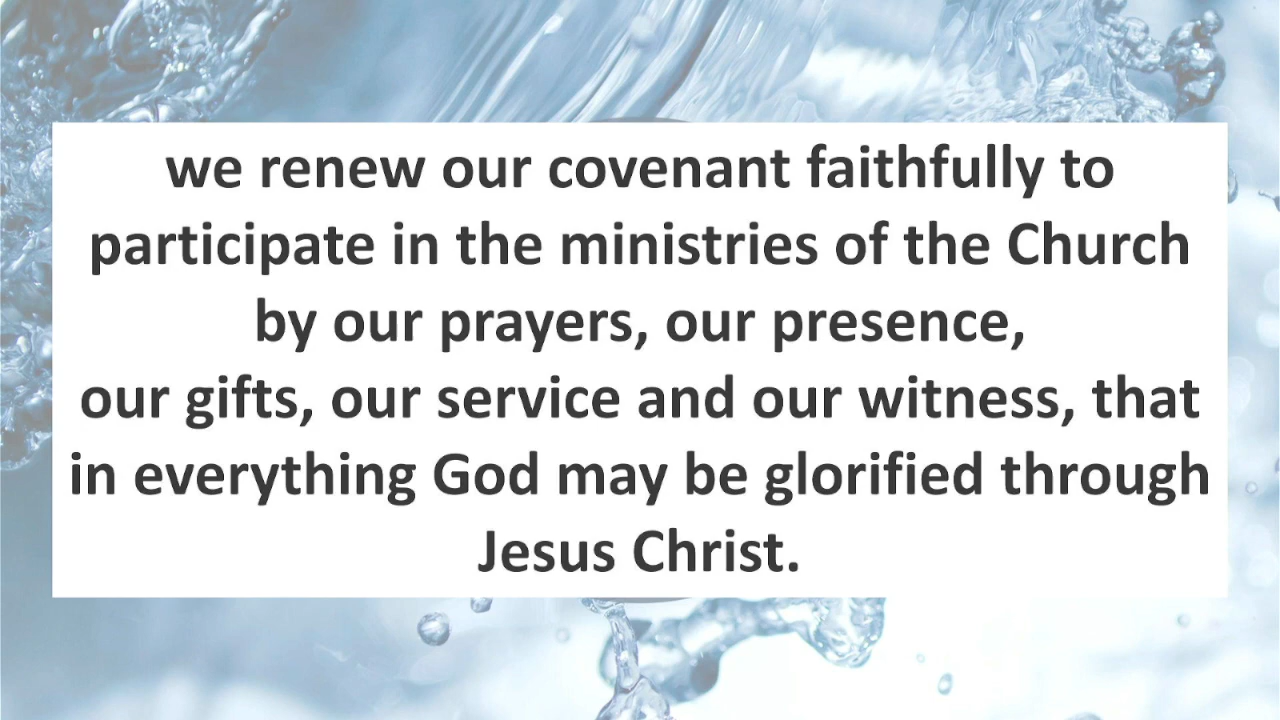 we renew our covenant faithfully to
participate in the ministries of the Church
by our prayers, our presence,
our gifts, our service and our witness, that
in everything God may be glorified through
Jesus Christ.